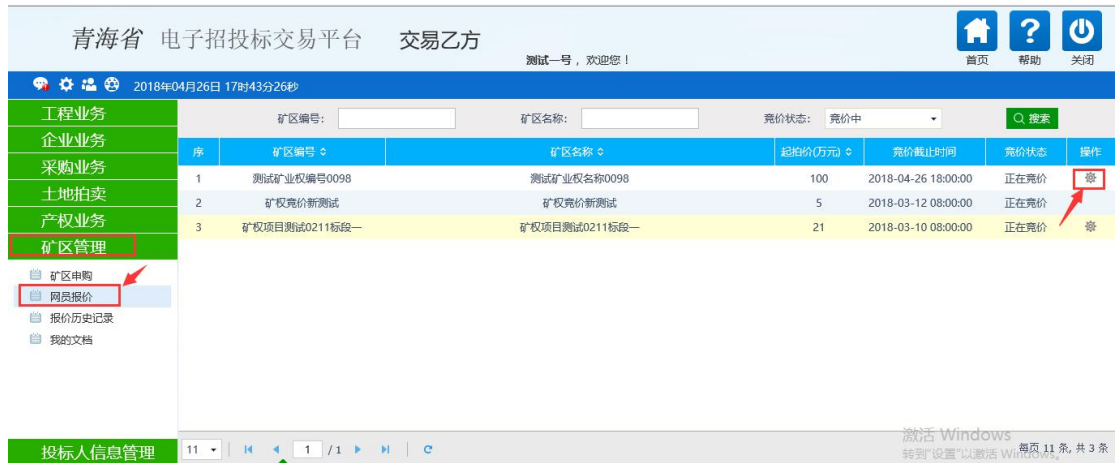 青海省 电子招投标交易平台 交易乙方
测试一号 , 欢迎您 !
首页 帮助 关闭
2018年04月26日 17时43分26秒
工程业务
企业业务
采购业务
土地拍卖
产权业务
矿区管理
矿区申购
网员报价
报价历史记录
我的文档
投标人信息管理
矿区编号: 矿区名称: 竞价状态: 竞价中 搜索
序 矿区编号 矿区名称 起拍价(万元) 竞价截止时间 竞价状态 操作
1 测试矿业权编号0098 测试矿业权名称0098 100 2018-04-26 18:00:00 正在竞价
2 矿权竞价新测试 矿权竞价新测试 5 2018-03-12 08:00:00 正在竞价
3 矿权项目测试0211标段一 矿权项目测试0211标段一 21 2018-03-10 08:00:00 正在竞价
11 1 /1
激活 Windows
转到"设置"以激活 Windows。
每页 11 条, 共 3 条